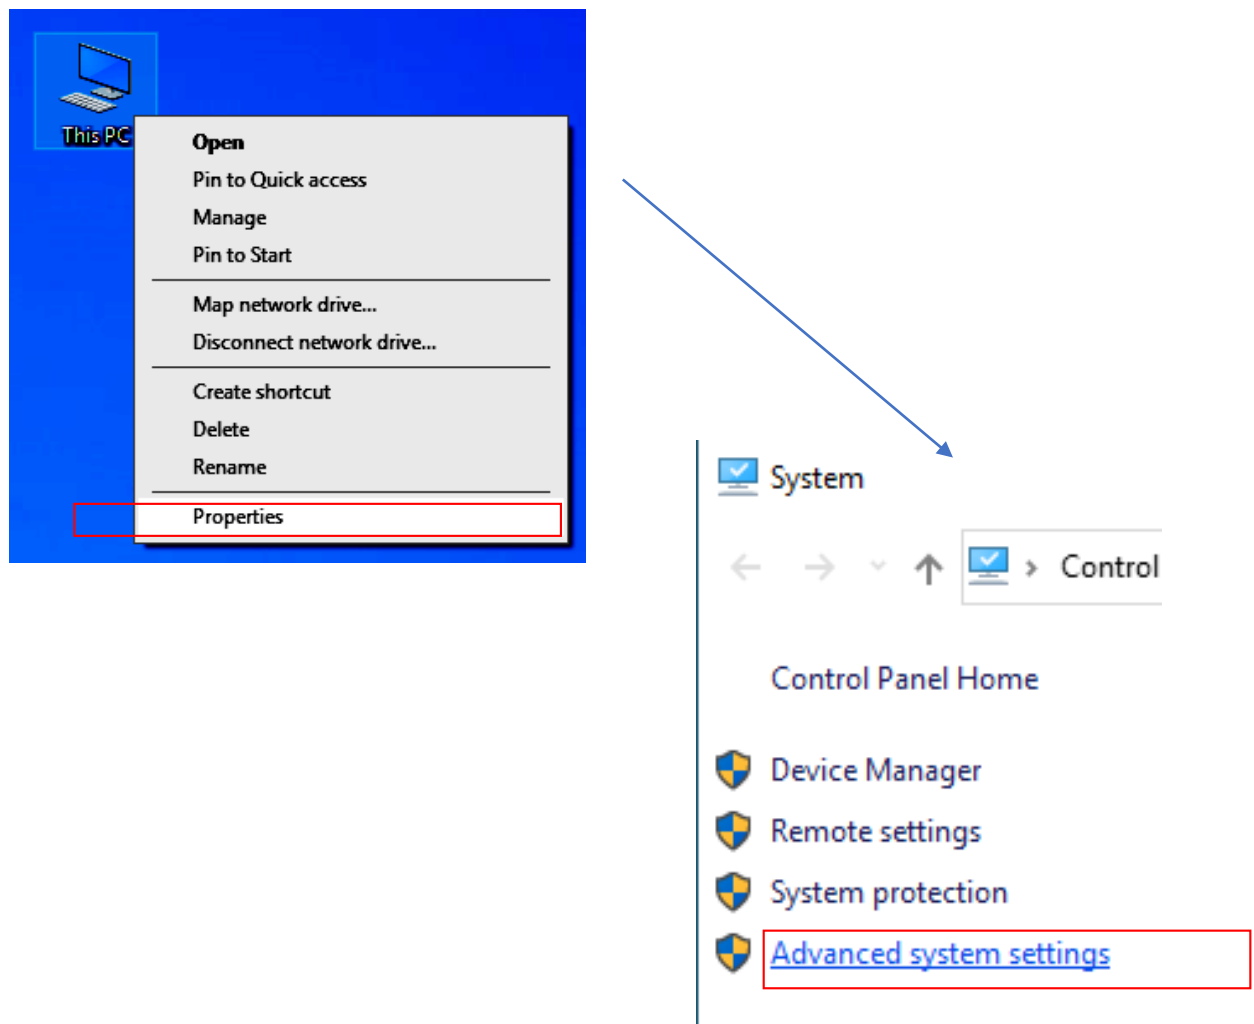 This PC
Open
Pin to Quick access
Manage
Pin to Start
Map network drive...
Disconnect network drive...
Create shortcut
Delete
Rename
Properties
System
Control
Control Panel Home
Device Manager
Remote settings
System protection
Advanced system settings